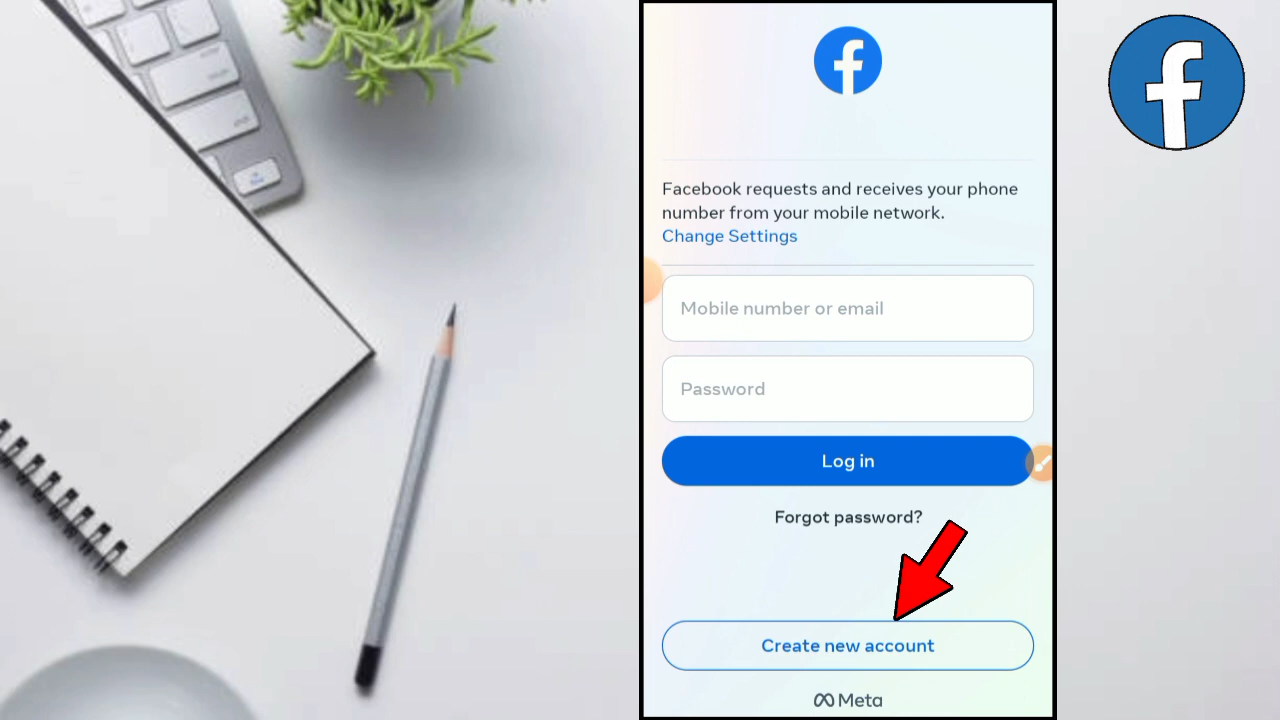 Facebook requests and receives your phone
number from your mobile network.
Change Settings
Mobile number or email
Password
Log in
Forgot password?
Create new account
Meta